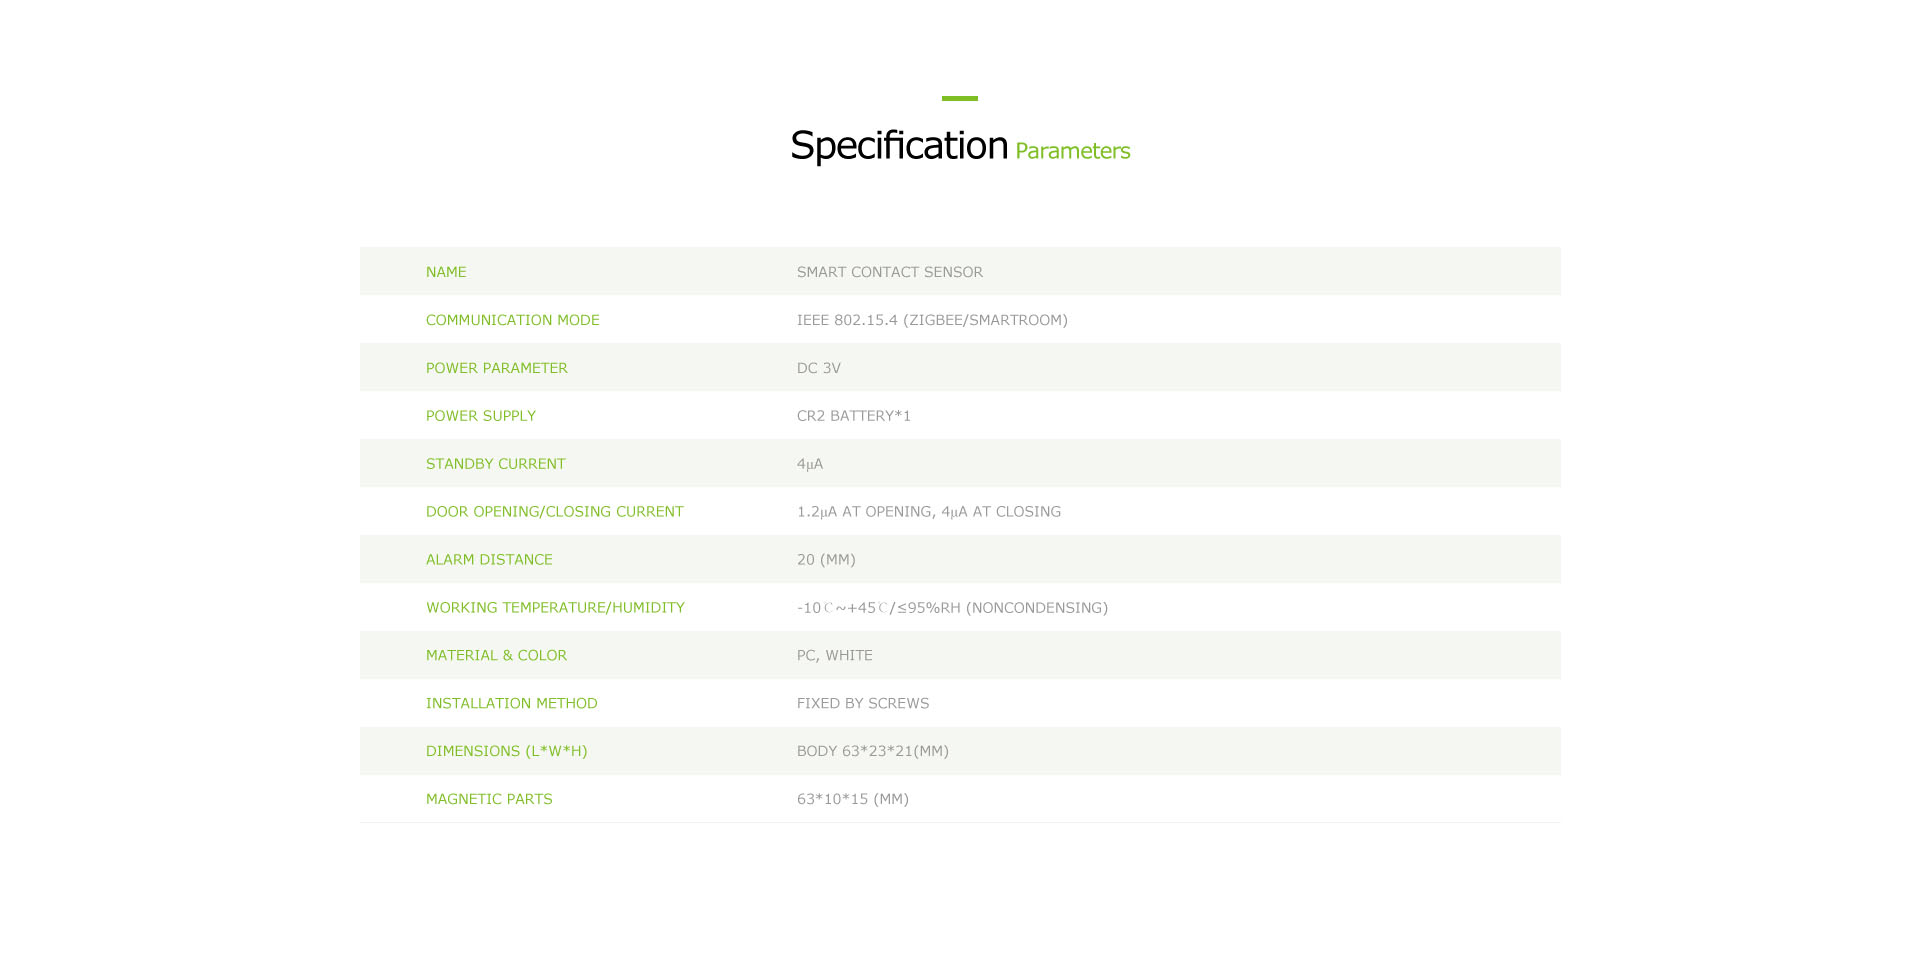 Specification Parameters
NAME SMART CONTACT SENSOR
COMMUNICATION MODE IEEE 802.15.4 (ZIGBEE/SMARTROOM)
POWER PARAMETER DC 3V
POWER SUPPLY CR2 BATTERY*1
STANDBY CURRENT 4μA
DOOR OPENING/CLOSING CURRENT 1.2μA AT OPENING, 4μA AT CLOSING
ALARM DISTANCE 20 (MM)
WORKING TEMPERATURE/HUMIDITY -10℃~+45℃/≤95%RH (NONCONDENSING)
MATERIAL & COLOR PC, WHITE
INSTALLATION METHOD FIXED BY SCREWS
DIMENSIONS (L*W*H) BODY 63*23*21(MM)
MAGNETIC PARTS 63*10*15 (MM)